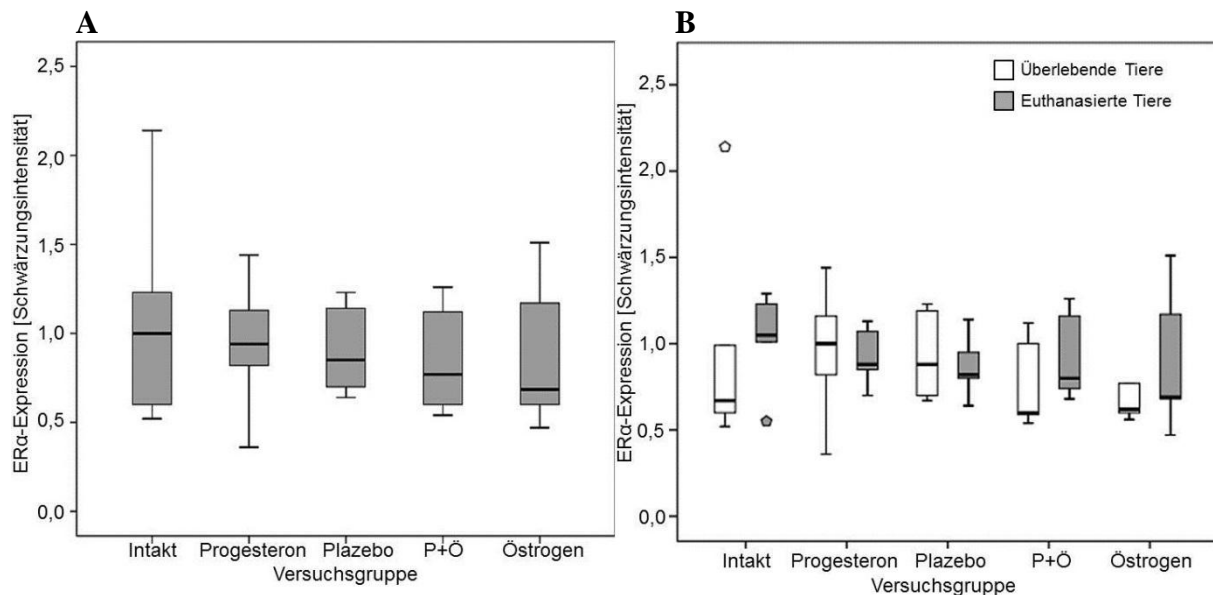 A
ERα-Expression [Schwärzungsintensität]
2,5
2,0
1,5
1,0
0,5
0,0
Intakt Progesteron Plazebo P+Ö Östrogen
Versuchsgruppe
B
ERα-Expression [Schwärzungsintensität]
2,5
2,0
1,5
1,0
0,5
0,0
Überlebende Tiere
Euthanasierte Tiere
Intakt Progesteron Plazebo P+Ö Östrogen
Versuchsgruppe